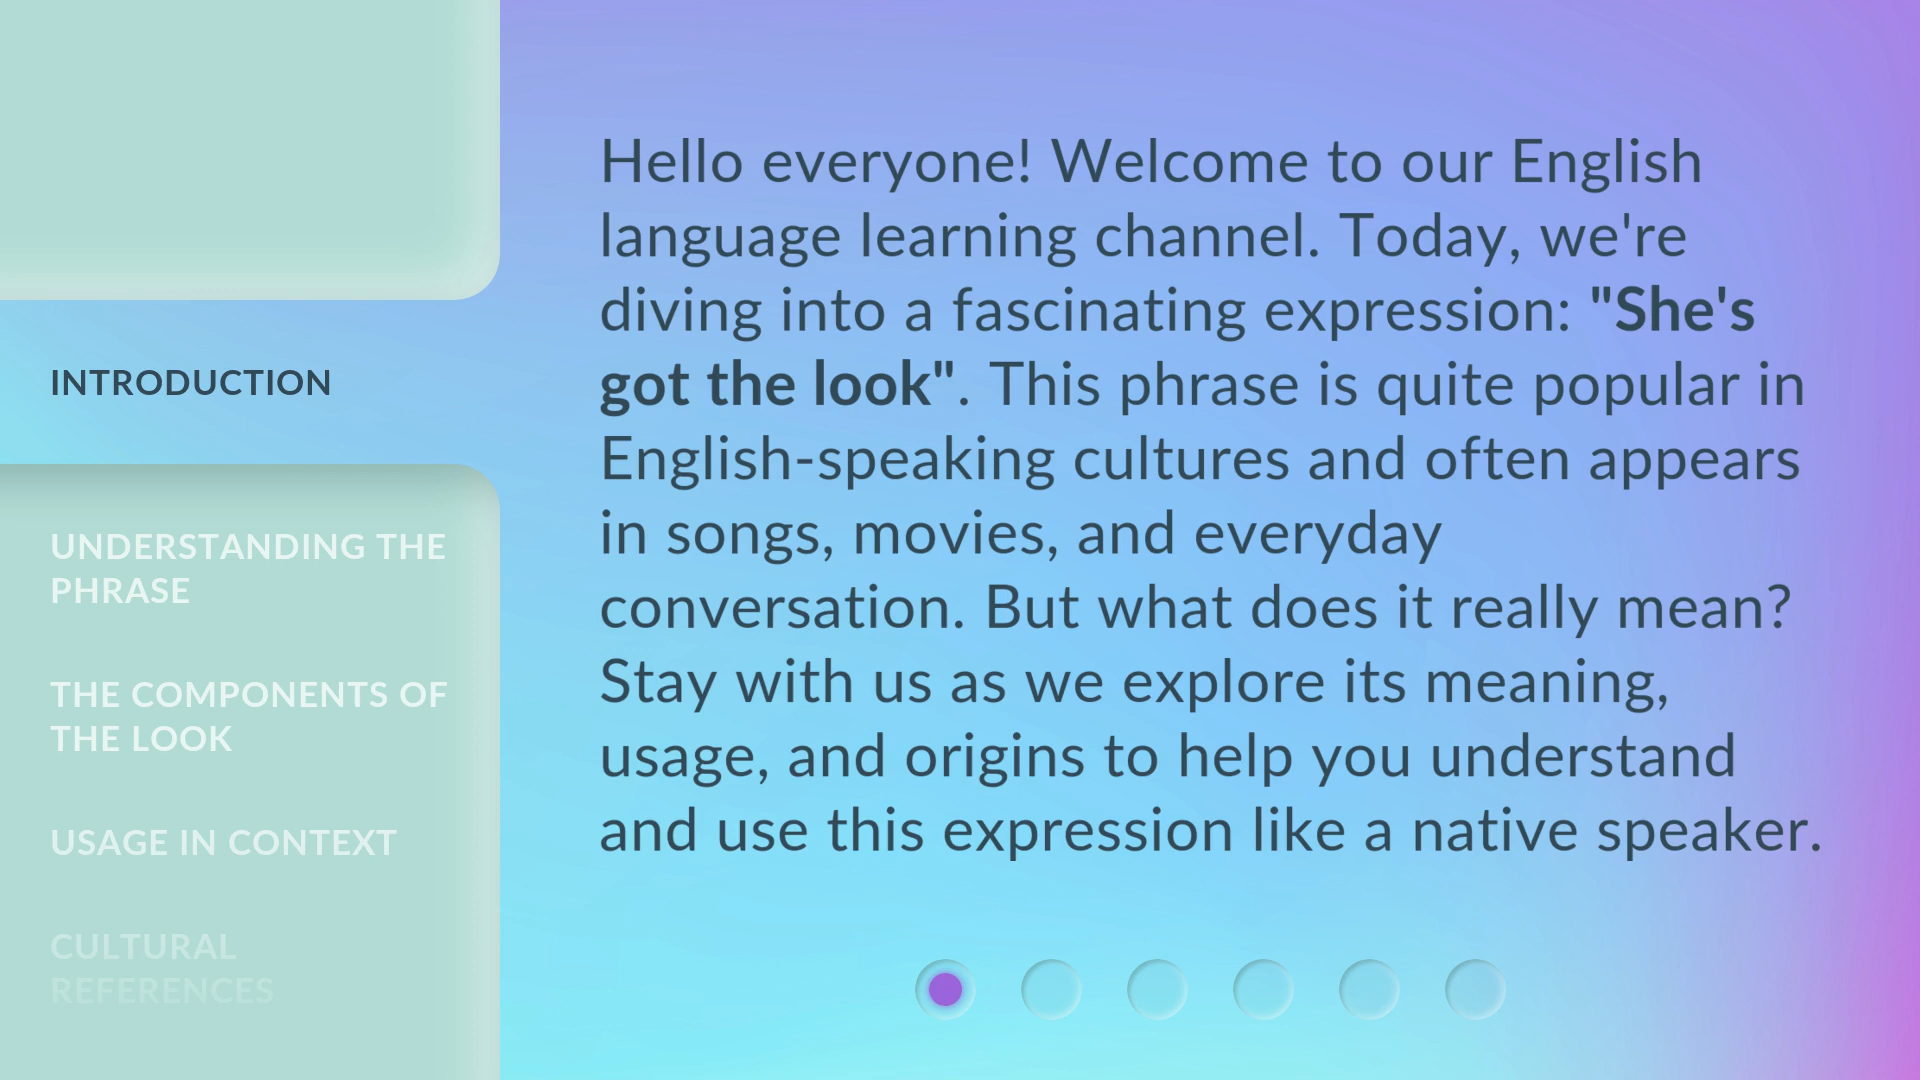 INTRODUCTION
UNDERSTANDING THE
PHRASE
THE COMPONENTS OF
THE LOOK
USAGE IN CONTEXT
CULTURAL
REFERENCES
Hello everyone! Welcome to our English
language learning channel. Today, we're
diving into a fascinating expression: "She's
got the look". This phrase is quite popular in
English-speaking cultures and often appears
in songs, movies, and everyday
conversation. But what does it really mean?
Stay with us as we explore its meaning,
usage, and origins to help you understand
and use this expression like a native speaker.